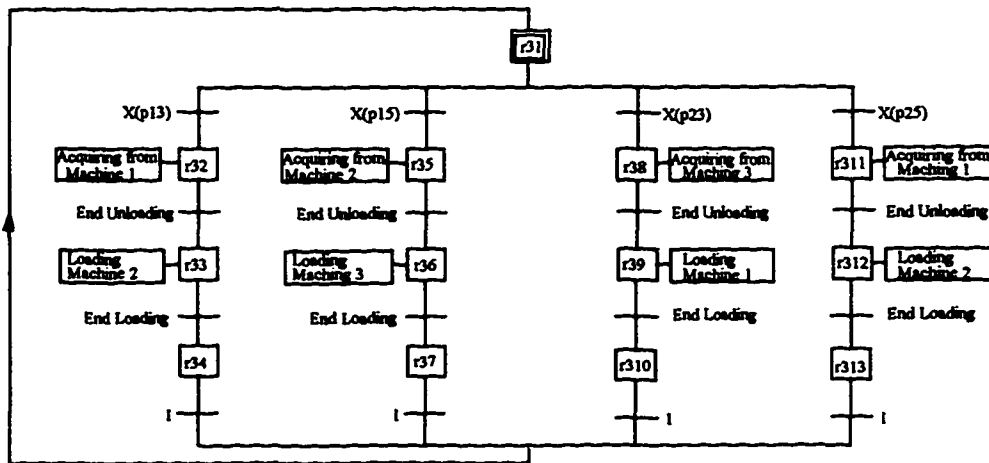 r31
X(p13)
X(p15)
X(p23)
X(p25)
Acquiring from
Machine 1
r32
Acquiring from
Machine 2
r35
r38
Acquiring from
Maching 3
r311
Acquiring from
Maching 1
End Unloading
End Unloading
End Unloading
End Unloading
Loading
Machine 2
r33
Loading
Maching 3
r36
r39
Loading
Machine 1
r312
Loading
Machine 2
End Loading
End Loading
End Loading
End Loading
r34
r37
r310
r313
1
1
1
1